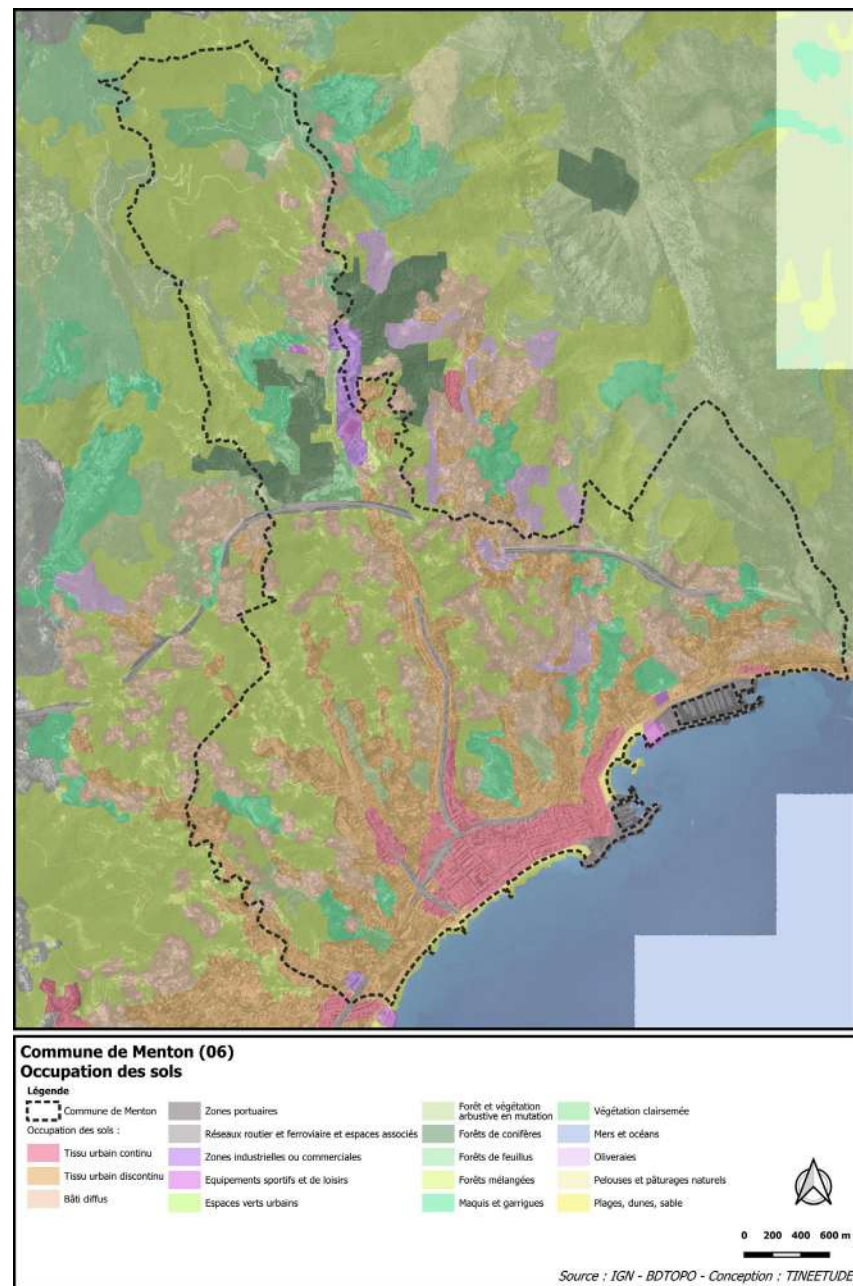 Commune de Menton (06)
Occupation des sols
Légende
Commune de Menton
Occupation des sols :
Tissu urbain continu
Tissu urbain discontinu
Bâti diffus
Zones portuaires
Réseaux routier et ferroviaire et espaces associés
Zones industrielles ou commerciales
Equipements sportifs et de loisirs
Espaces verts urbains
Forêt et végétation
arbustive en mutation
Forêts de conifères
Forêts de feuillus
Forêts mélangées
Maquis et garrigues
Végétation clairsemée
Mers et océans
Oliveraies
Pelouses et pâturages naturels
Plages, dunes, sable
0 200 400 600 m
Source : IGN - BDTOPO - Conception : TINEETUDE